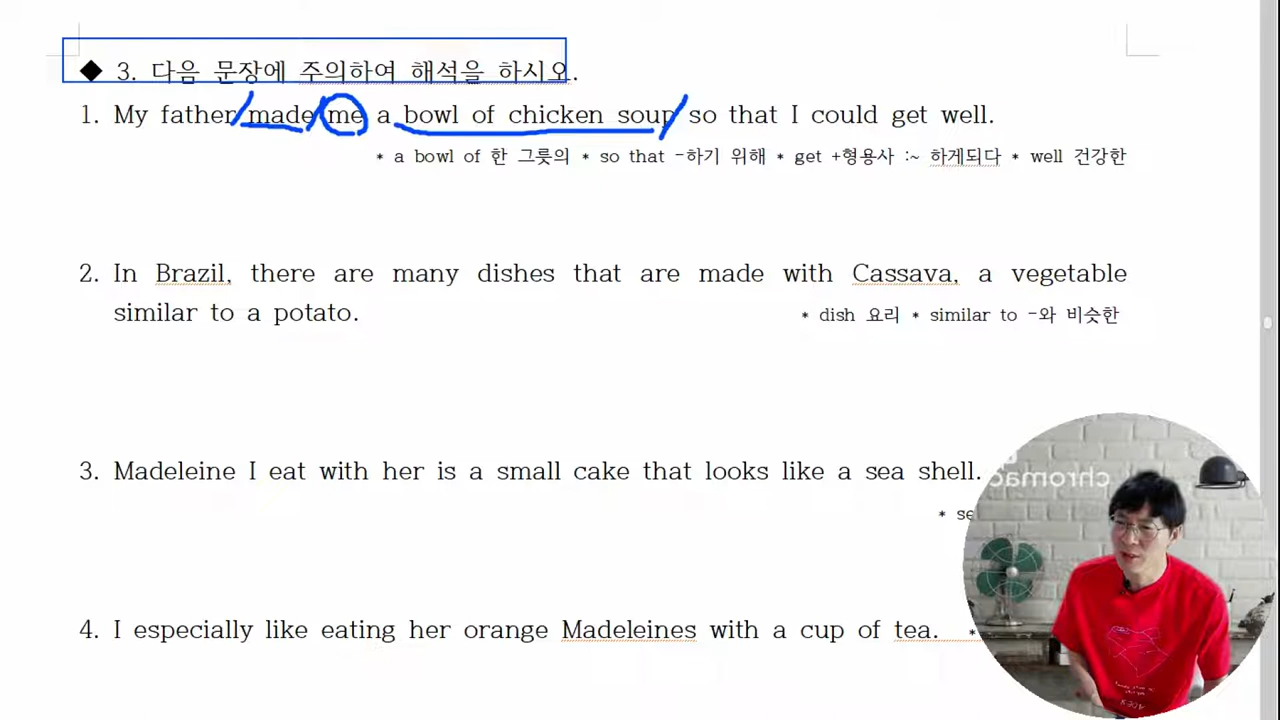 ◆ 3. 다음 문장에 주의하여 해석을 하시오.
1. My father made me a bowl of chicken soup so that I could get well.
* a bowl of 한 그릇의 * so that -하기 위해 * get +형용사 :~ 하게되다 * well 건강한
2. In Brazil, there are many dishes that are made with Cassava, a vegetable
similar to a potato.
* dish 요리 * similar to -와 비슷한
3. Madeleine I eat with her is a small cake that looks like a sea shell.
4. I especially like eating her orange Madeleines with a cup of tea. *